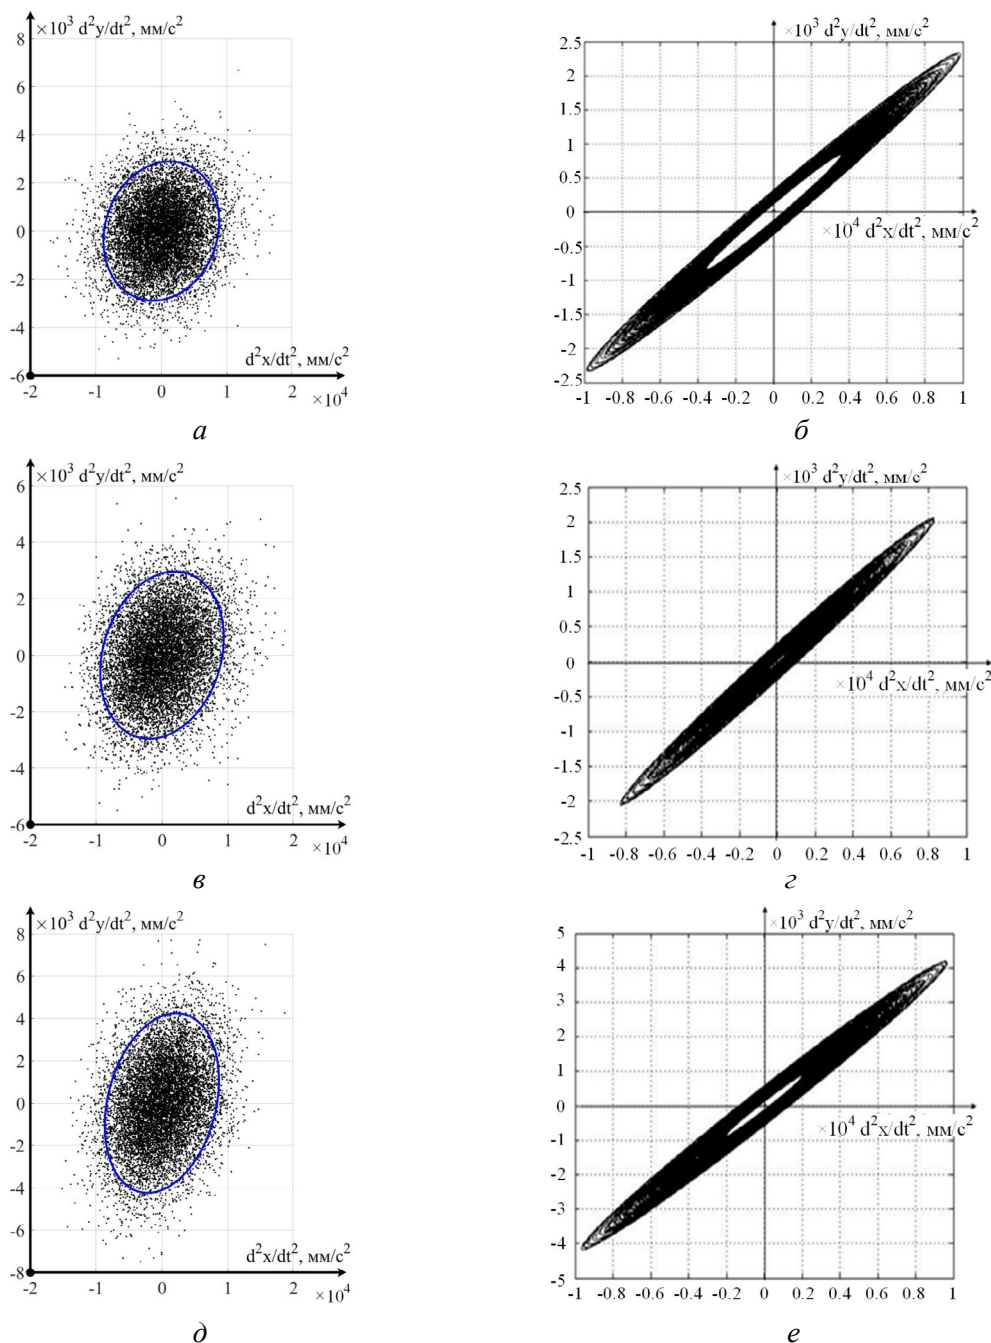 ×10³ d²y/dt², мм/с²
8
6
4
2
0
-2
-4
-6
d²x/dt², мм/с²
-2 -1 0 1 2
×10⁴
а
×10³ d²y/dt², мм/с²
2.5
2
1.5
1
0.5
0
-0.5
-1
-1.5
-2
-2.5
×10⁴ d²x/dt², мм/с²
-1 -0.8 -0.6 -0.4 -0.2 0 0.2 0.4 0.6 0.8 1
б
×10³ d²y/dt², мм/с²
6
4
2
0
-2
-4
-6
d²x/dt², мм/с²
-2 -1 0 1 2
×10⁴
в
×10³ d²y/dt², мм/с²
2.5
2
1.5
1
0.5
0
-0.5
-1
-1.5
-2
-2.5
×10⁴ d²x/dt², мм/с²
-1 -0.8 -0.6 -0.4 -0.2 0 0.2 0.4 0.6 0.8 1
г
×10³ d²y/dt², мм/с²
8
6
4
2
0
-2
-4
-6
-8
d²x/dt², мм/с²
-2 -1 0 1 2
×10⁴
д
×10³ d²y/dt², мм/с²
5
4
3
2
1
0
-1
-2
-3
-4
-5
×10⁴ d²x/dt², мм/с²
-1 -0.8 -0.6 -0.4 -0.2 0 0.2 0.4 0.6 0.8 1
е